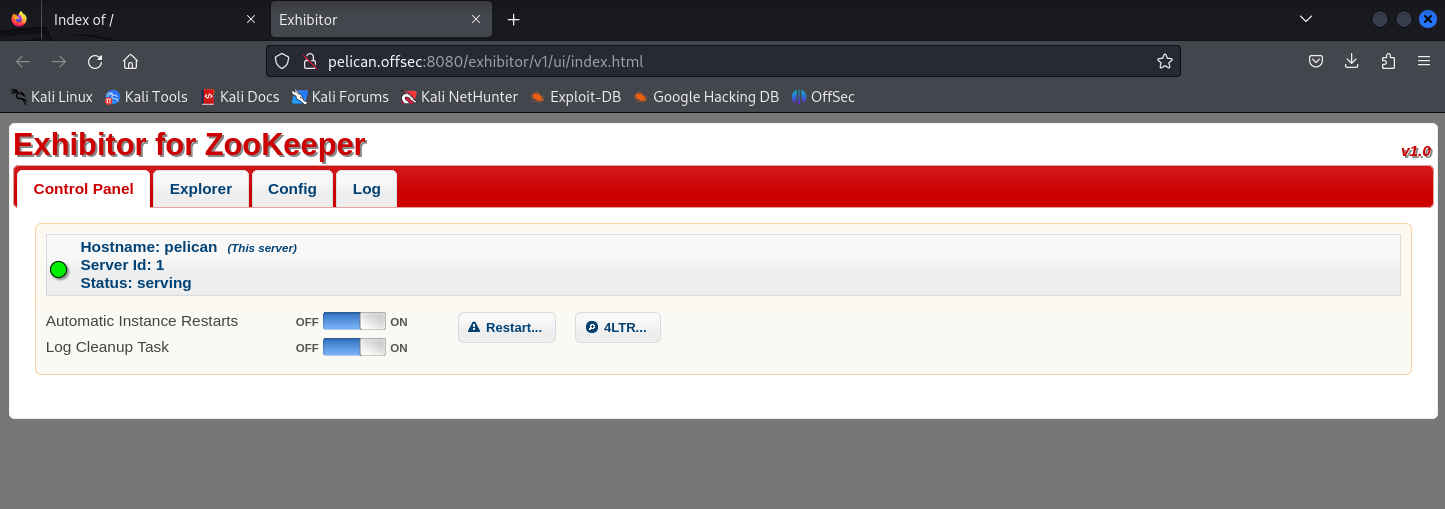 Index of /
Exhibitor
pelican.offsec:8080/exhibitor/v1/ui/index.html
Kali Linux Kali Tools Kali Docs Kali Forums Kali NetHunter Exploit-DB Google Hacking DB OffSec
Exhibitor for ZooKeeper
v1.0
Control Panel Explorer Config Log
Hostname: pelican (This server)
Server Id: 1
Status: serving
Automatic Instance Restarts OFF ON Restart... 4LTR...
Log Cleanup Task OFF ON